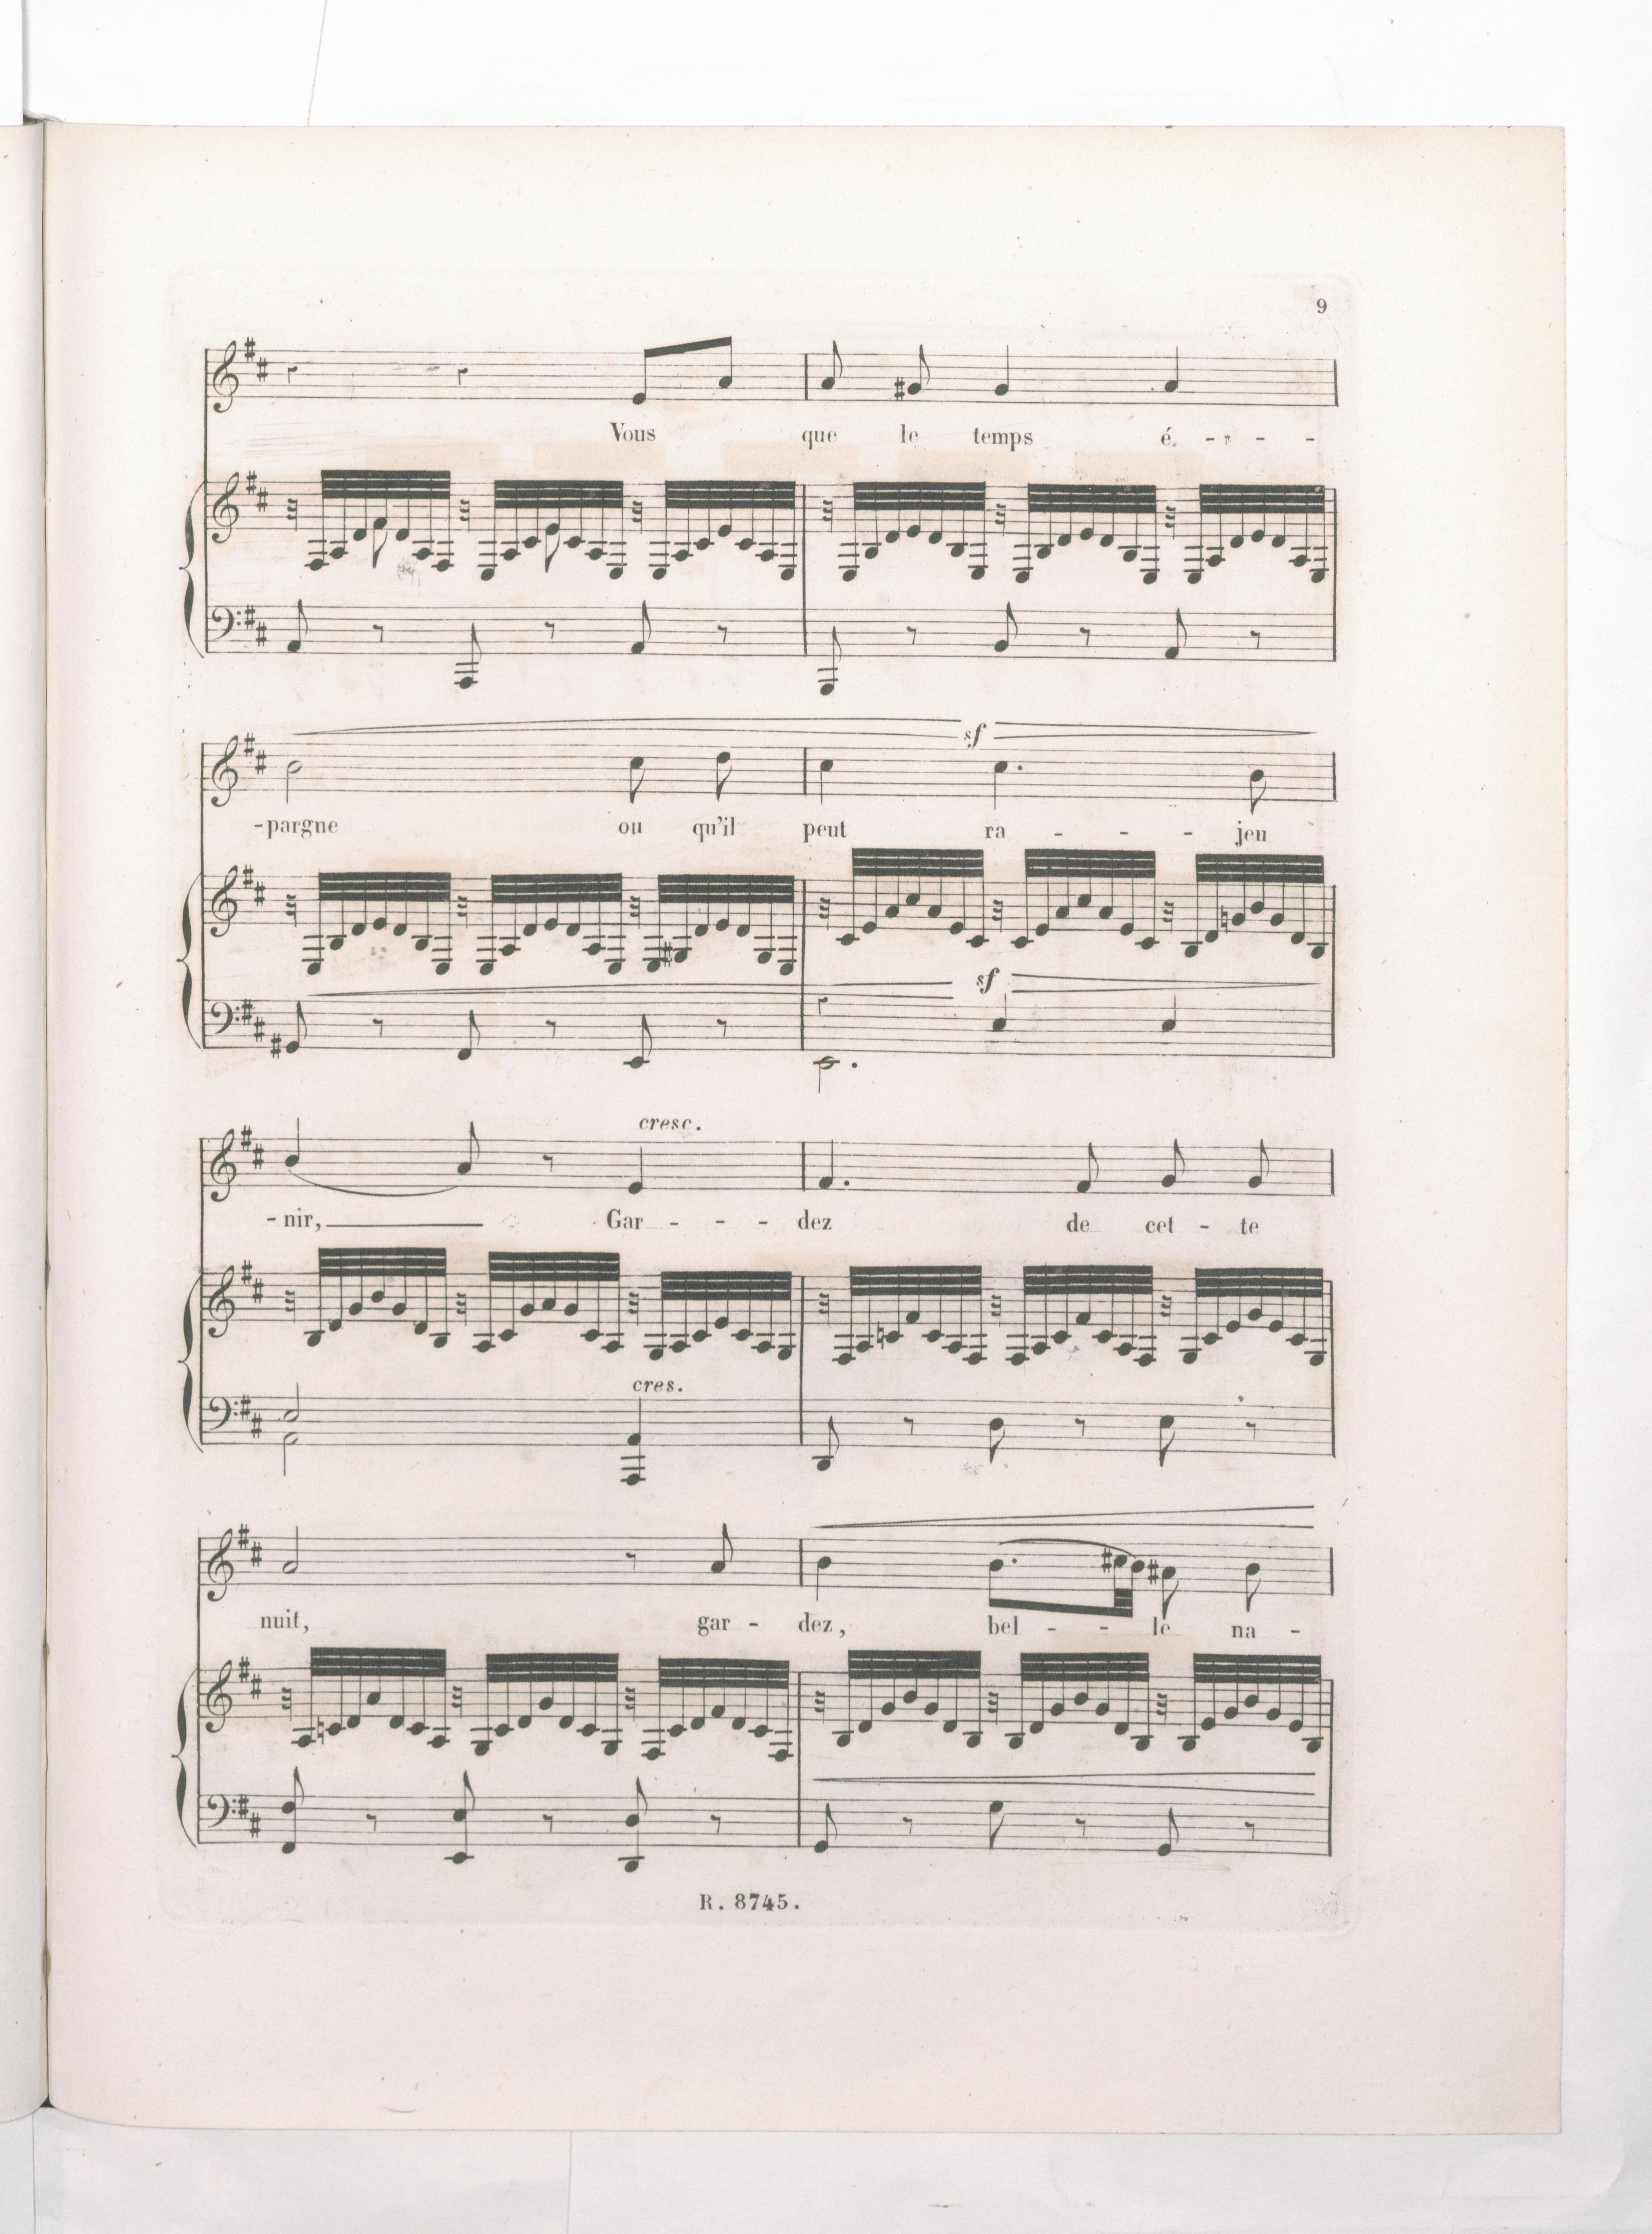 9
Vous que le temps é - - -
-pargne ou qu'il peut ra - - - jeu
sf
sf
cresc.
-nir, Gar - - - dez de cet - te
cres.
nuit, gar - dez, bel - - le na -
R. 8745.